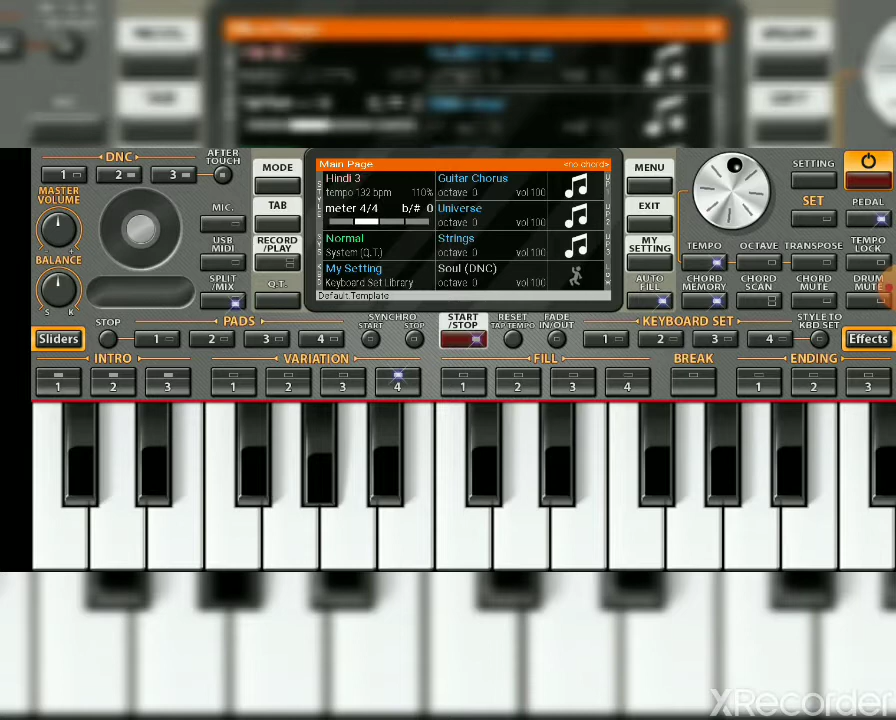 DNC
AFTER TOUCH
1 2 3
MASTER VOLUME
BALANCE
S K
MIC.
USB MIDI
SPLIT /MIX
MODE
TAB
RECORD /PLAY
Q.T.
Main Page <no chord>
Hindi 3 Guitar Chorus
tempo 132 bpm 110% octave 0 vol 100
meter 4/4 b/# 0 Universe
octave 0 vol 100
Normal Strings
System (Q.T.) octave 0 vol 100
My Setting Soul (DNC)
Keyboard Set Library octave 0 vol 100
Default.Template
MENU
EXIT
MY SETTING
AUTO FILL
SETTING
SET
PEDAL
TEMPO OCTAVE TRANSPOSE TEMPO LOCK
CHORD MEMORY CHORD SCAN CHORD MUTE DRUM MUTE
Sliders
STOP
PADS
1 2 3 4
SYNCHRO
START STOP
START /STOP
RESET TAP TEMPO
FADE IN/OUT
KEYBOARD SET
1 2 3 4
STYLE TO KBD SET
Effects
INTRO VARIATION FILL BREAK ENDING
1 2 3 1 2 3 4 1 2 3 4 1 2 3
XRecorder